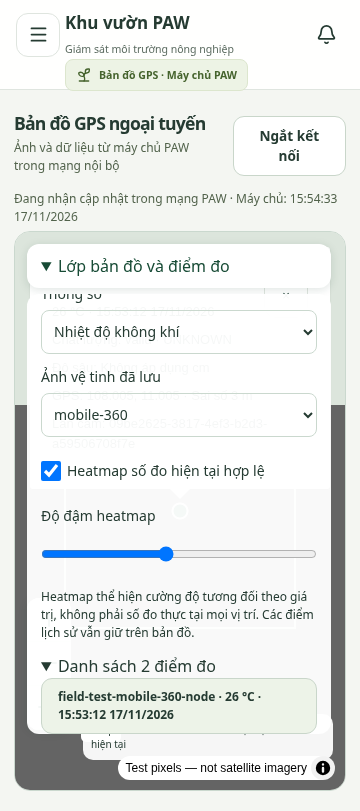 Khu vườn PAW
Giám sát môi trường nông nghiệp
Bản đồ GPS · Máy chủ PAW
Bản đồ GPS ngoại tuyến
Ảnh và dữ liệu từ máy chủ PAW
trong mạng nội bộ
Ngắt kết
nối
Đang nhận cập nhật trong mạng PAW · Máy chủ: 15:54:33
17/11/2026
Lớp bản đồ và điểm đo
Thông số
Nhiệt độ không khí
Ảnh vệ tinh đã lưu
mobile-360
Heatmap số đo hiện tại hợp lệ
Độ đậm heatmap
Heatmap thể hiện cường độ tương đối theo giá
trị, không phải số đo thực tại mọi vị trí. Các điểm
lịch sử vẫn giữ trên bản đồ.
Danh sách 2 điểm đo
field-test-mobile-360-node · 26 °C ·
15:53:12 17/11/2026
hiện tại
Test pixels — not satellite imagery